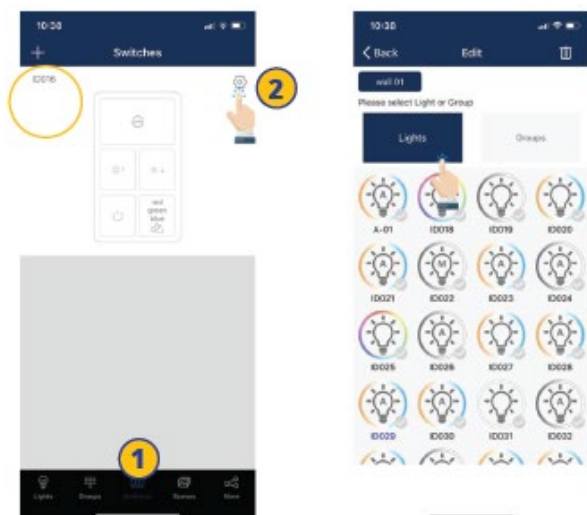 10:38
Switches
ID016
2
red
green
blue
1
Lights
Groups
Switches
Scenes
More
10:38
Back
Edit
wall 01
Please select Light or Group
Lights
Groups
A-01 ID018 ID019 ID020
ID021 ID022 ID023 ID024
ID025 ID026 ID027 ID028
ID029 ID030 ID031 ID032